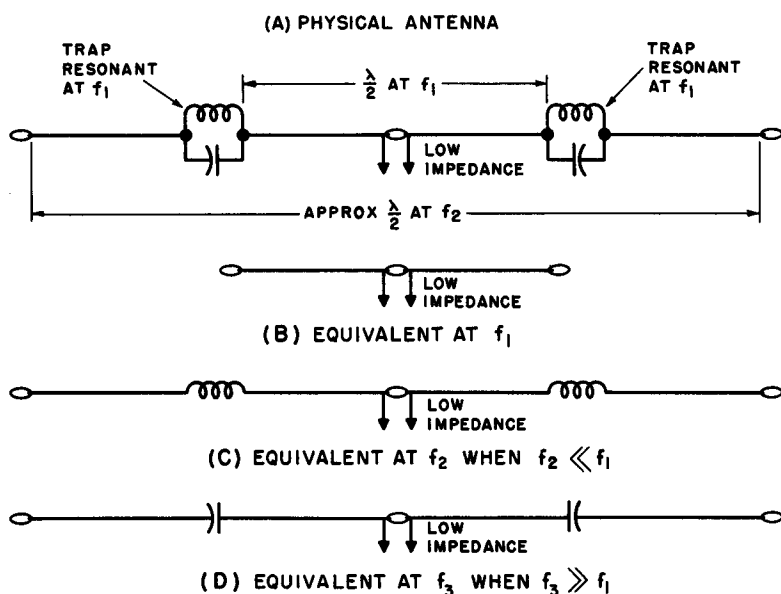 (A) PHYSICAL ANTENNA
TRAP
RESONANT
AT f₁
λ/2 AT f₁
TRAP
RESONANT
AT f₁
LOW
IMPEDANCE
APPROX λ/2 AT f₂
LOW
IMPEDANCE
(B) EQUIVALENT AT f₁
LOW
IMPEDANCE
(C) EQUIVALENT AT f₂ WHEN f₂ ≪ f₁
LOW
IMPEDANCE
(D) EQUIVALENT AT f₃ WHEN f₃ ≫ f₁